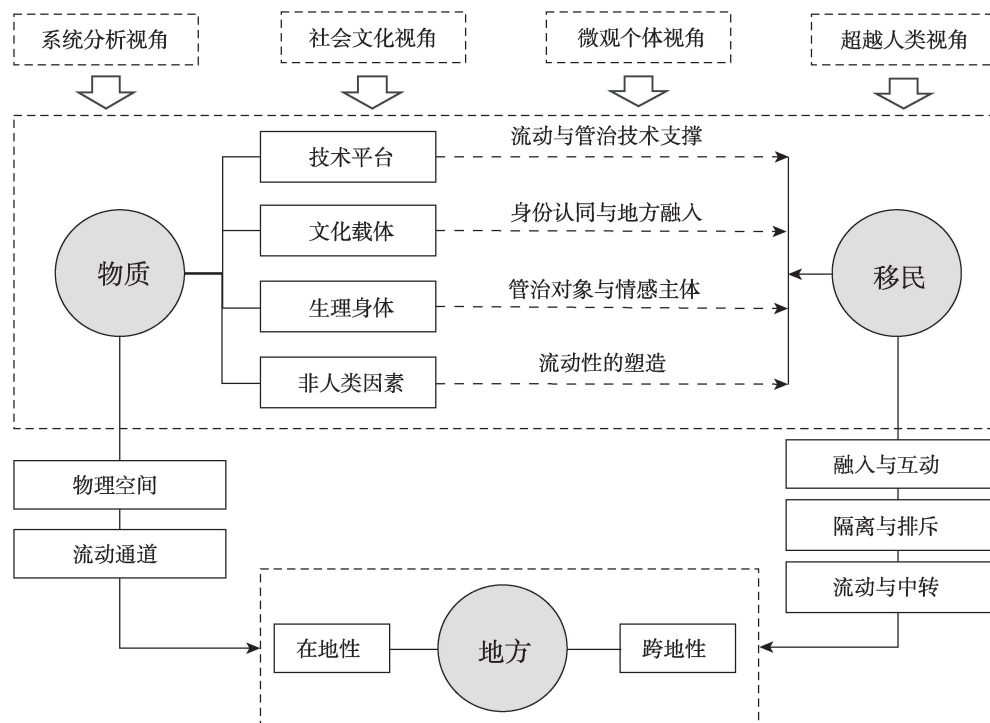 系统分析视角
社会文化视角
微观个体视角
超越人类视角
技术平台
流动与管治技术支撑
文化载体
身份认同与地方融入
物质
移民
生理身体
管治对象与情感主体
非人类因素
流动性的塑造
物理空间
融入与互动
流动通道
隔离与排斥
流动与中转
在地性
地方
跨地性